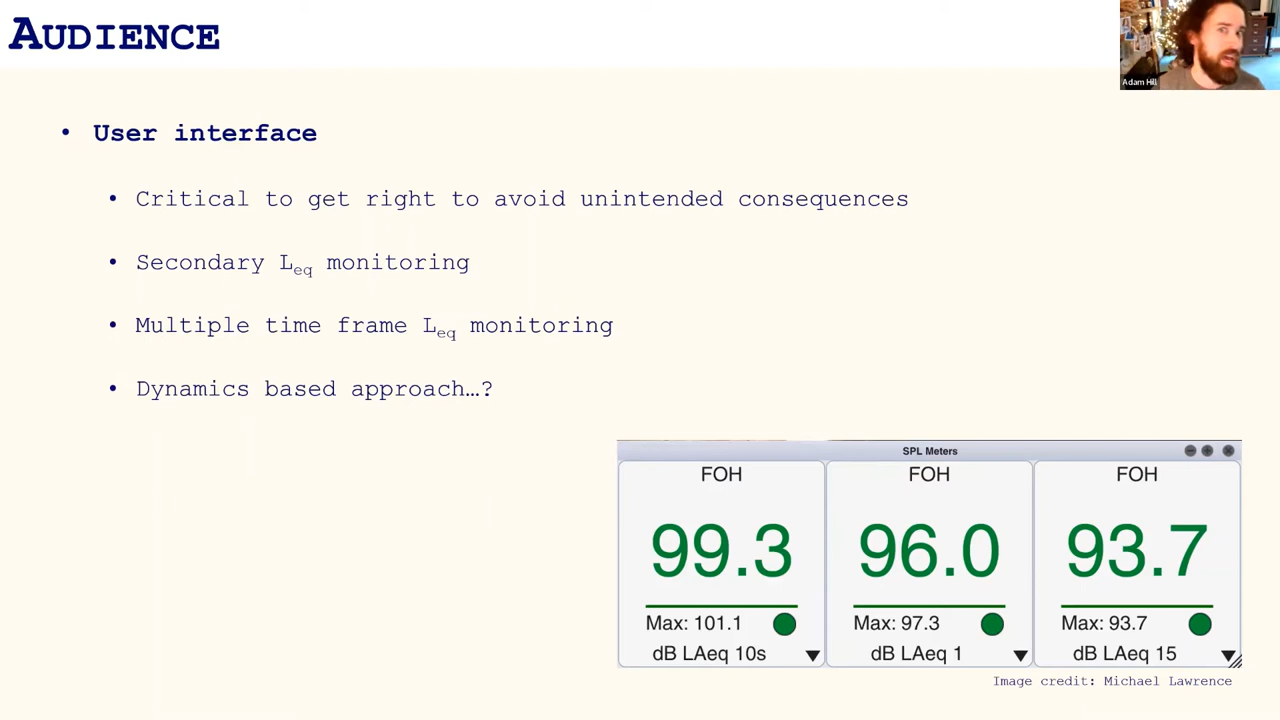 AUDIENCE
Adam Hill
• User interface
• Critical to get right to avoid unintended consequences
• Secondary Leq monitoring
• Multiple time frame Leq monitoring
• Dynamics based approach…?
SPL Meters
FOH FOH FOH
99.3 96.0 93.7
Max: 101.1 Max: 97.3 Max: 93.7
dB LAeq 10s dB LAeq 1 dB LAeq 15
Image credit: Michael Lawrence